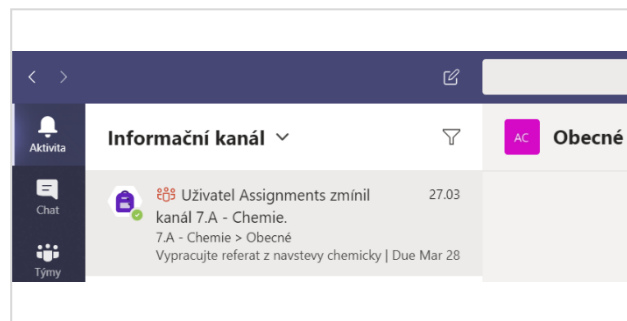 Aktivita
Chat
Týmy
Informační kanál
Uživatel Assignments zmínil
27.03
kanál 7.A - Chemie.
7.A - Chemie > Obecné
Vypracujte referat z navstevy chemicky | Due Mar 28
AC
Obecné